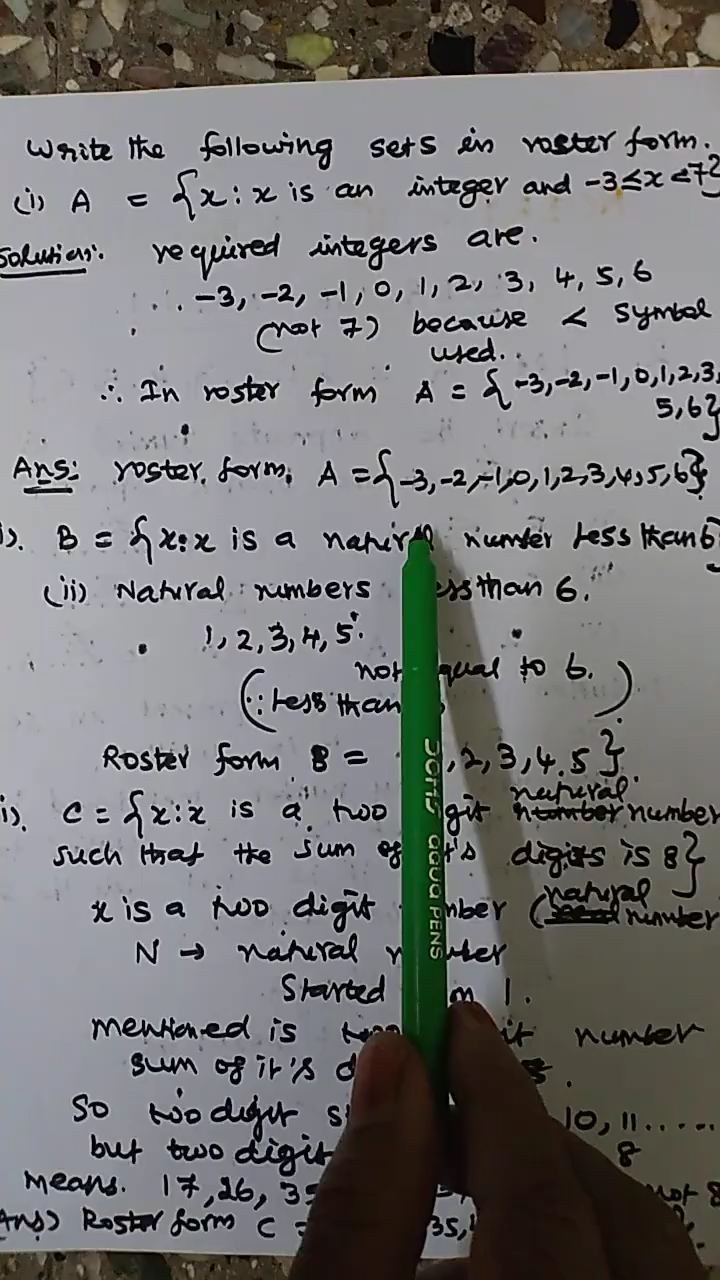 Write the following sets in roster form.
(i) A = {x : x is an integer and -3≤x<7}
Solution: required integers are.
-3, -2, -1, 0, 1, 2, 3, 4, 5, 6
(not 7) because < symbol
used.
∴ In roster form A = {-3,-2,-1,0,1,2,3,
5,6}
Ans: roster form, A = {-3,-2,-1,0,1,2,3,4,5,6}
). B = {x:x is a number less than 6}
(ii) Natural numbers than 6.
1, 2, 3, 4, 5.
not equal to 6.
(∵ Less than )
Roster form B = , 2, 3, 4. 5}
natural
i). C = {x:x is a two number
such that the sum of digits is 8}
natural
x is a two digit (number
N → natural
Started 1.
mentioned is number
sum of it's
So two digit 10, 11.....
but two digit 8
means. 17, 26,
Ans) Roster form C = 35,
DOMS AQUA PENS